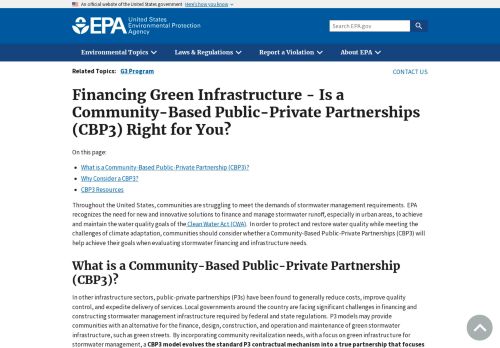 An official website of the United States government Here's how you know
EPA United States
Environmental Protection
Agency
Search EPA.gov
Environmental Topics Laws & Regulations Report a Violation About EPA
Related Topics: G3 Program
CONTACT US
Financing Green Infrastructure - Is a
Community-Based Public-Private Partnerships
(CBP3) Right for You?
On this page:
What is a Community-Based Public-Private Partnership (CBP3)?
Why Consider a CBP3?
CBP3 Resources
Throughout the United States, communities are struggling to meet the demands of stormwater management requirements. EPA
recognizes the need for new and innovative solutions to finance and manage stormwater runoff, especially in urban areas, to achieve
and maintain the water quality goals of the Clean Water Act (CWA). In order to protect and restore water quality while meeting the
challenges of climate adaptation, communities should consider whether a Community-Based Public-Private Partnerships (CBP3) will
help achieve their goals when evaluating stormwater financing and infrastructure needs.
What is a Community-Based Public-Private Partnership
(CBP3)?
In other infrastructure sectors, public-private partnerships (P3s) have been found to generally reduce costs, improve quality
control, and expedite delivery of services. Local governments around the country are facing significant challenges in financing and
constructing stormwater management infrastructure required by federal and state regulations. P3 models may provide
communities with an alternative for the finance, design, construction, and operation and maintenance of green stormwater
infrastructure, such as green streets. By incorporating community revitalization needs, with a focus on green infrastructure for
stormwater management, a CBP3 model evolves the standard P3 contractual mechanism into a true partnership that focuses